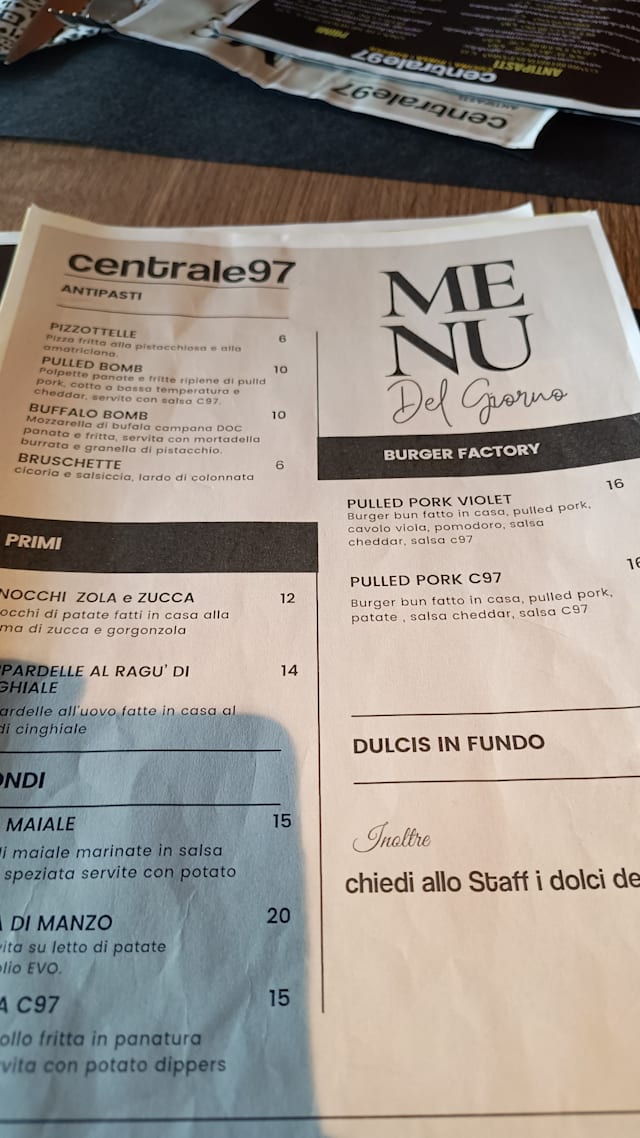 centrale97
ANTIPASTI
centrale97
ANTIPASTI
PRIMI
centrale97
ANTIPASTI
PIZZOTTELLE 6
Pizza fritta alla pistacchiosa e alla
amatriciana.
PULLED BOMB 10
Polpette panate e fritte ripiene di pulld
pork, cotto a bassa temperatura e
cheddar, servito con salsa C97.
BUFFALO BOMB 10
Mozzarella di bufala campana DOC
panata e fritta, servita con mortadella
burrata e granella di pistacchio.
BRUSCHETTE 6
cicoria e salsiccia, lardo di colonnata
PRIMI
NOCCHI ZOLA e ZUCCA 12
occhi di patate fatti in casa alla
ma di zucca e gorgonzola
PPARDELLE AL RAGU' DI 14
GHIALE
ardelle all'uovo fatte in casa al
di cinghiale
ONDI
MAIALE 15
di maiale marinate in salsa
speziata servite con potato
DI MANZO 20
vita su letto di patate
olio EVO.
A C97 15
ollo fritta in panatura
vita con potato dippers
ME
NU
Del Giorno
BURGER FACTORY
PULLED PORK VIOLET 16
Burger bun fatto in casa, pulled pork,
cavolo viola, pomodoro, salsa
cheddar, salsa c97
PULLED PORK C97 16
Burger bun fatto in casa, pulled pork,
patate , salsa cheddar, salsa C97
DULCIS IN FUNDO
Inoltre
chiedi allo Staff i dolci de